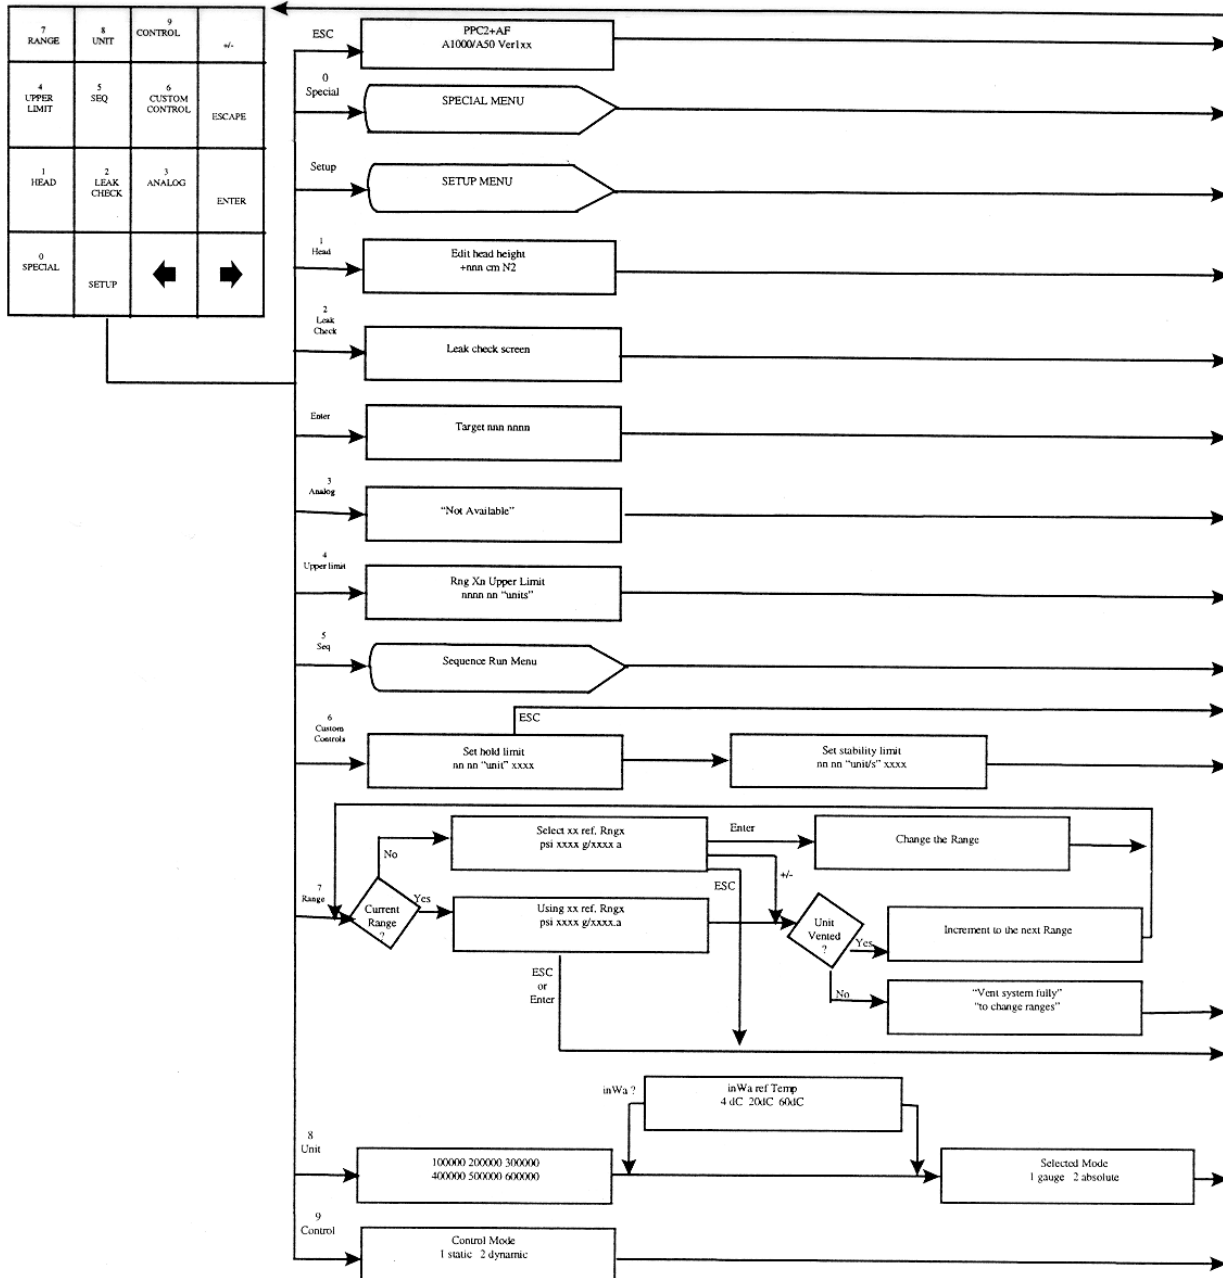 7
RANGE
8
UNIT
9
CONTROL
+/-
4
UPPER
LIMIT
5
SEQ
6
CUSTOM
CONTROL
ESCAPE
1
HEAD
2
LEAK
CHECK
3
ANALOG
ENTER
0
SPECIAL
SETUP
ESC
PPC2+AF
A1000/A50 Ver1xx
0
Special
SPECIAL MENU
Setup
SETUP MENU
1
Head
Edit head height
+nnn cm N2
2
Leak
Check
Leak check screen
Enter
Target nnn nnnn
3
Analog
“Not Available”
4
Upper limit
Rng Xn Upper Limit
nnnn nn “units”
5
Seq
Sequence Run Menu
6
Custom
Controls
ESC
Set hold limit
nn nn “unit” xxxx
Set stability limit
nn nn “unit/s” xxxx
7
Range
Current
Range
?
No
Yes
Select xx ref, Rngx
psi xxxx g/xxxx a
Enter
Change the Range
+/-
ESC
Using xx ref, Rngx
psi xxxx g/xxxx.a
Unit
Vented
?
Yes
Increment to the next Range
ESC
or
Enter
No
“Vent system fully”
“to change ranges”
inWa ?
inWa ref Temp
4 dC 20dC 60dC
8
Unit
100000 200000 300000
400000 500000 600000
Selected Mode
1 gauge 2 absolute
9
Control
Control Mode
1 static 2 dynamic